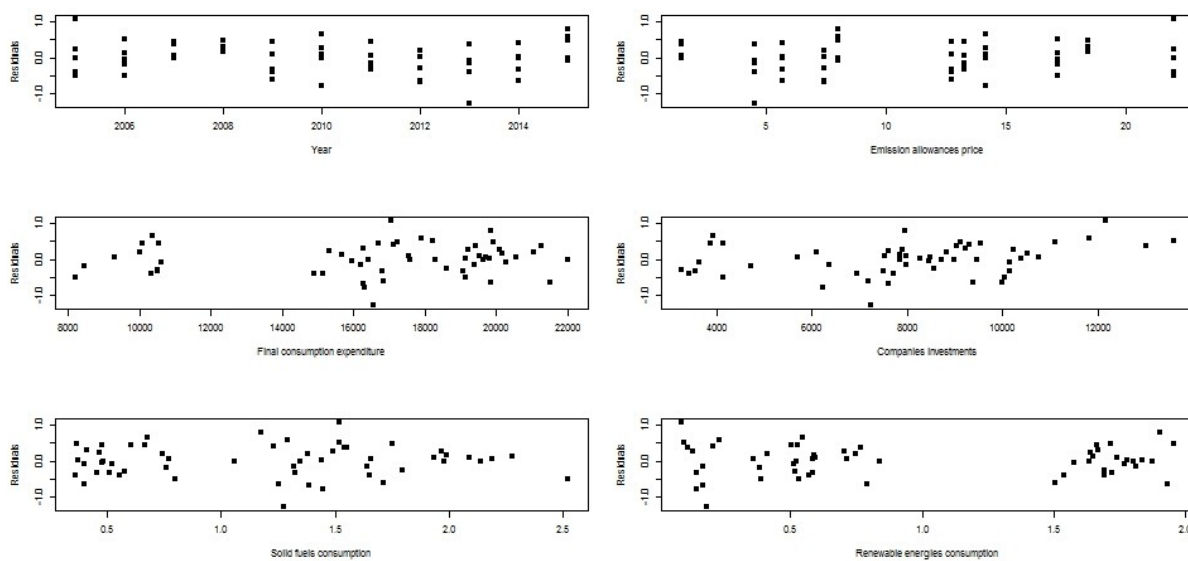 Residuals
1.0
0.0
-1.0
2006 2008 2010 2012 2014
Year
Residuals
1.0
0.0
-1.0
5 10 15 20
Emission allowances price
Residuals
1.0
0.0
-1.0
8000 10000 12000 14000 16000 18000 20000 22000
Final consumption expenditure
Residuals
1.0
0.0
-1.0
4000 6000 8000 10000 12000
Companies investments
Residuals
1.0
0.0
-1.0
0.5 1.0 1.5 2.0 2.5
Solid fuels consumption
Residuals
1.0
0.0
-1.0
0.5 1.0 1.5 2.0
Renewable energies consumption